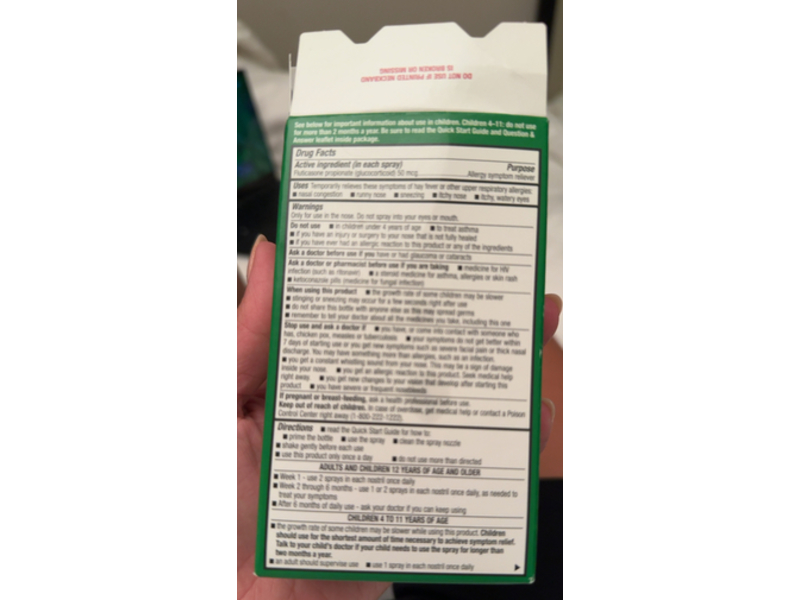 DO NOT USE IF PRINTED NECKBAND
IS BROKEN OR MISSING
See below for important information about use in children. Children 4–11: do not use
for more than 2 months a year. Be sure to read the Quick Start Guide and Question &
Answer leaflet inside package.
Drug Facts
Active ingredient (in each spray) Purpose
Fluticasone propionate (glucocorticoid) 50 mcg..........Allergy symptom reliever
Uses Temporarily relieves these symptoms of hay fever or other upper respiratory allergies:
■ nasal congestion ■ runny nose ■ sneezing ■ itchy nose ■ itchy, watery eyes
Warnings
Only for use in the nose. Do not spray into your eyes or mouth.
Do not use ■ in children under 4 years of age ■ to treat asthma
■ if you have an injury or surgery to your nose that is not fully healed
■ if you have ever had an allergic reaction to this product or any of the ingredients
Ask a doctor before use if you have or had glaucoma or cataracts
Ask a doctor or pharmacist before use if you are taking ■ medicine for HIV
infection (such as ritonavir) ■ a steroid medicine for asthma, allergies or skin rash
■ ketoconazole pills (medicine for fungal infection)
When using this product ■ the growth rate of some children may be slower
■ stinging or sneezing may occur for a few seconds right after use
■ do not share this bottle with anyone else as this may spread germs
■ remember to tell your doctor about all the medicines you take, including this one
Stop use and ask a doctor if ■ you have, or come into contact with someone who
has, chicken pox, measles or tuberculosis ■ your symptoms do not get better within
7 days of starting use or you get new symptoms such as severe facial pain or thick nasal
discharge. You may have something more than allergies, such as an infection.
■ you get a constant whistling sound from your nose. This may be a sign of damage
inside your nose. ■ you get an allergic reaction to this product. Seek medical help
right away. ■ you get new changes to your vision that develop after starting this
product ■ you have severe or frequent nosebleeds
If pregnant or breast-feeding, ask a health professional before use.
Keep out of reach of children. In case of overdose, get medical help or contact a Poison
Control Center right away (1-800-222-1222).
Directions ■ read the Quick Start Guide for how to:
■ prime the bottle ■ use the spray ■ clean the spray nozzle
■ shake gently before each use
■ use this product only once a day ■ do not use more than directed
ADULTS AND CHILDREN 12 YEARS OF AGE AND OLDER
■ Week 1 - use 2 sprays in each nostril once daily
■ Week 2 through 6 months - use 1 or 2 sprays in each nostril once daily, as needed to
treat your symptoms
■ After 6 months of daily use - ask your doctor if you can keep using
CHILDREN 4 TO 11 YEARS OF AGE
■ the growth rate of some children may be slower while using this product. Children
should use for the shortest amount of time necessary to achieve symptom relief.
Talk to your child's doctor if your child needs to use the spray for longer than
two months a year.
■ an adult should supervise use ■ use 1 spray in each nostril once daily